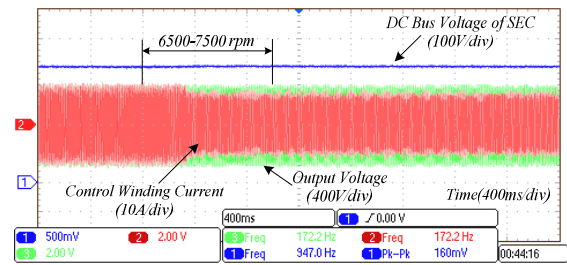 DC Bus Voltage of SEC
(100V/div)
6500-7500 rpm
2
1
Control Winding Current
(10A/div)
Output Voltage
(400V/div)
Time(400ms/div)
400ms
1 0.00 V
1 500mV 2 2.00 V
3 2.00 V
3 Freq 172.2 Hz 2 Freq 172.2 Hz
1 Freq 947.0 Hz 1 Pk-Pk 160mV
00:44:16